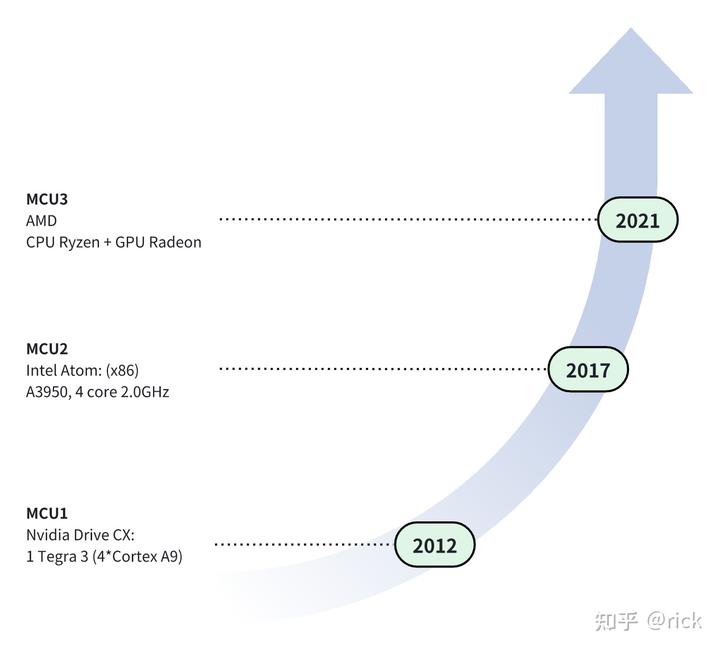 MCU3
AMD
CPU Ryzen + GPU Radeon
2021
MCU2
Intel Atom: (x86)
A3950, 4 core 2.0GHz
2017
MCU1
Nvidia Drive CX:
1 Tegra 3 (4*Cortex A9)
2012
知乎 @rick